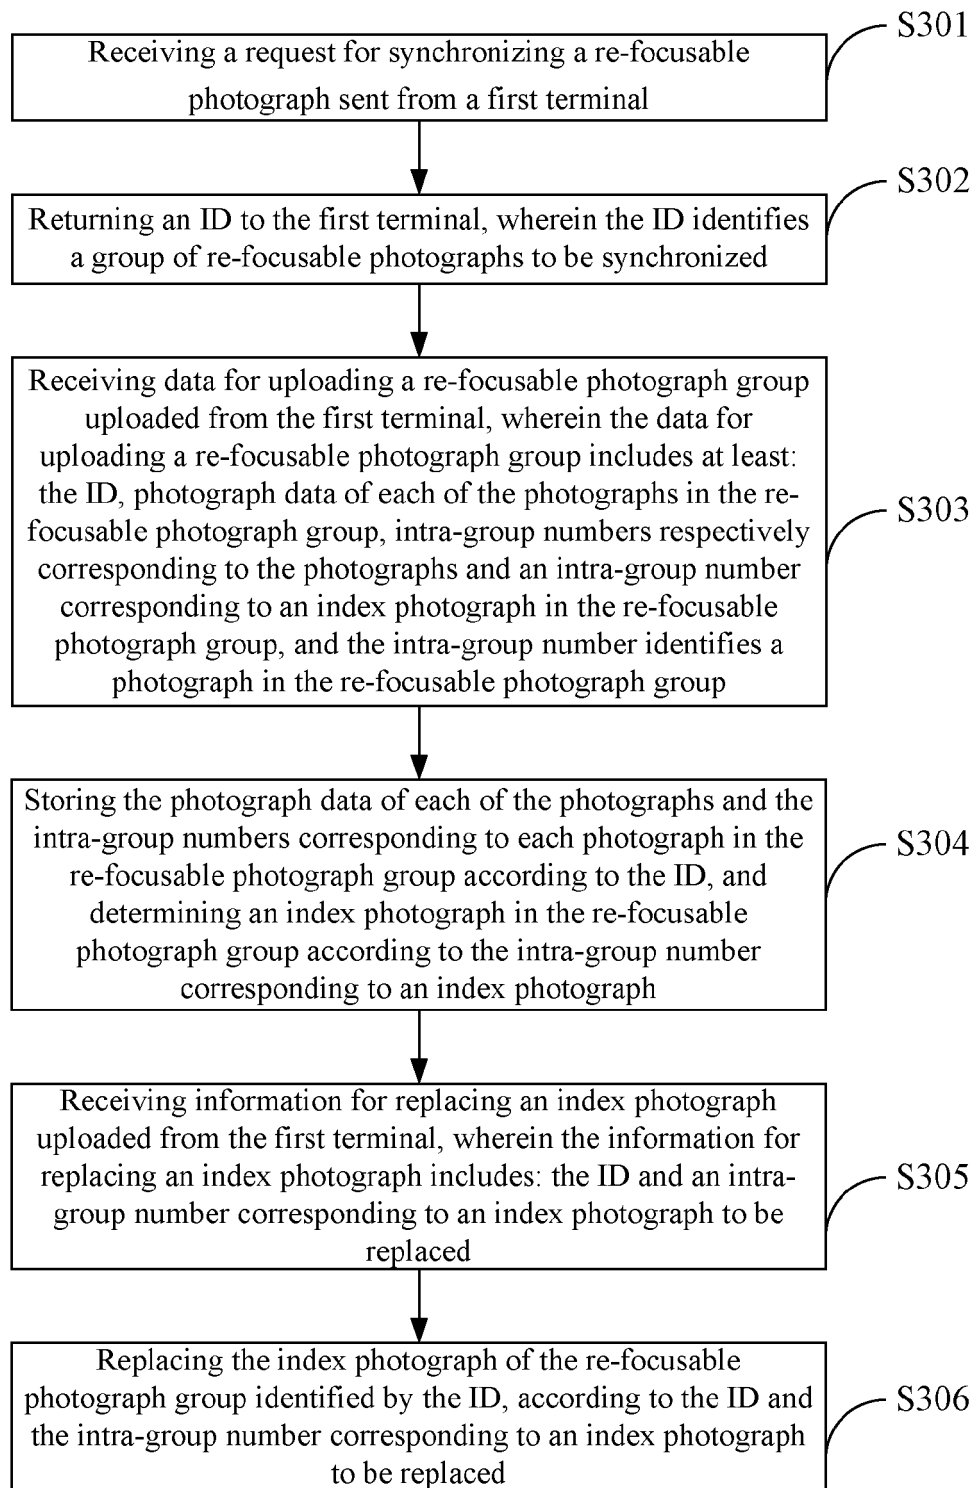 S301
Receiving a request for synchronizing a re-focusable
photograph sent from a first terminal
S302
Returning an ID to the first terminal, wherein the ID identifies
a group of re-focusable photographs to be synchronized
Receiving data for uploading a re-focusable photograph group
uploaded from the first terminal, wherein the data for
uploading a re-focusable photograph group includes at least:
the ID, photograph data of each of the photographs in the re-
focusable photograph group, intra-group numbers respectively
corresponding to the photographs and an intra-group number
corresponding to an index photograph in the re-focusable
photograph group, and the intra-group number identifies a
photograph in the re-focusable photograph group
S303
Storing the photograph data of each of the photographs and the
intra-group numbers corresponding to each photograph in the
re-focusable photograph group according to the ID, and
determining an index photograph in the re-focusable
photograph group according to the intra-group number
corresponding to an index photograph
S304
Receiving information for replacing an index photograph
uploaded from the first terminal, wherein the information for
replacing an index photograph includes: the ID and an intra-
group number corresponding to an index photograph to be
replaced
S305
Replacing the index photograph of the re-focusable
photograph group identified by the ID, according to the ID and
the intra-group number corresponding to an index photograph
to be replaced
S306